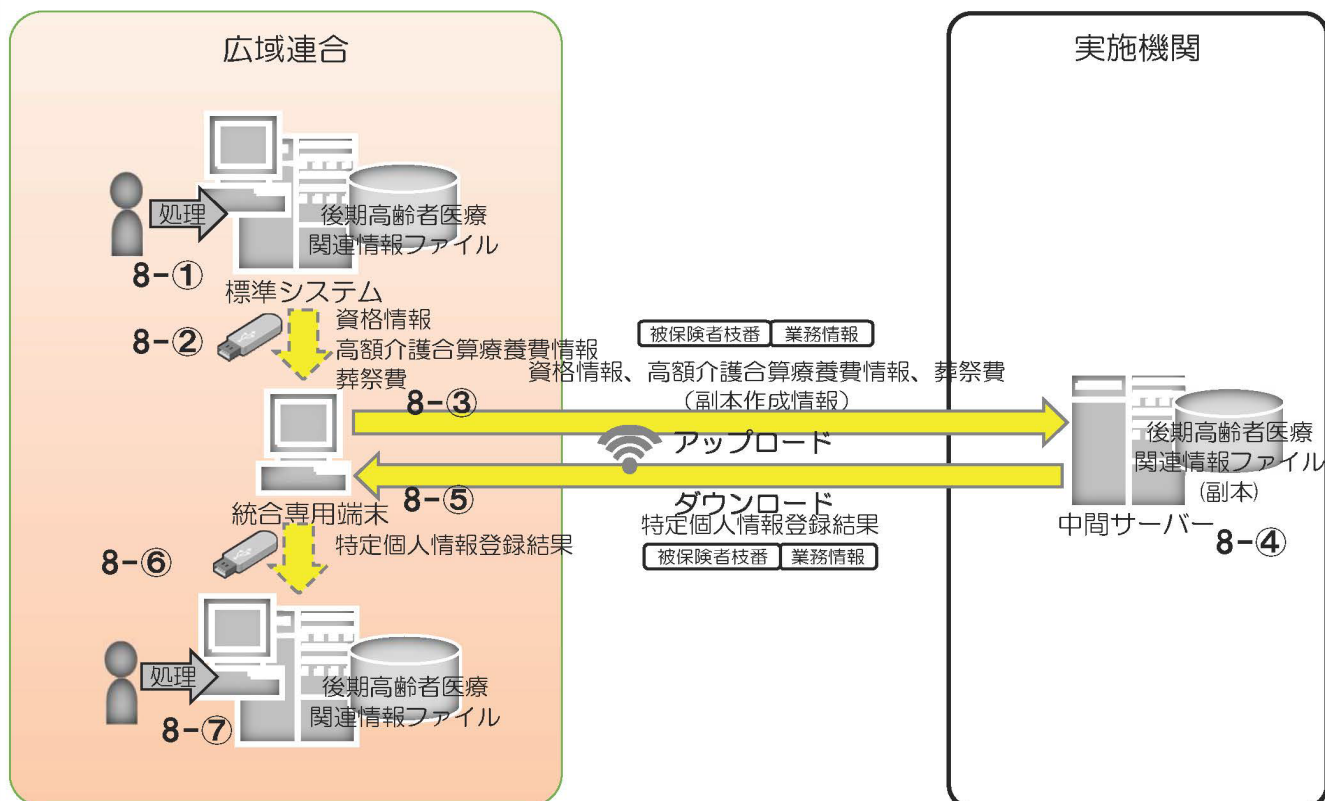 広域連合
実施機関
処理
後期高齢者医療
関連情報ファイル
8-①
標準システム
8-②
資格情報
高額介護合算療養費情報
葬祭費
被保険者枝番 業務情報
資格情報、高額介護合算療養費情報、葬祭費
(副本作成情報)
8-③
アップロード
後期高齢者医療
関連情報ファイル
(副本)
中間サーバー
8-④
8-⑤
ダウンロード
特定個人情報登録結果
被保険者枝番 業務情報
統合専用端末
8-⑥
特定個人情報登録結果
処理
後期高齢者医療
関連情報ファイル
8-⑦